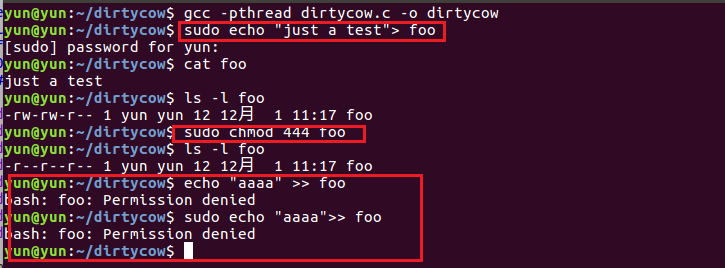 yun@yun:~/dirtycow$ gcc -pthread dirtycow.c -o dirtycow
yun@yun:~/dirtycow$ sudo echo "just a test"> foo
[sudo] password for yun:
yun@yun:~/dirtycow$ cat foo
just a test
yun@yun:~/dirtycow$ ls -l foo
-rw-rw-r-- 1 yun yun 12 12月  1 11:17 foo
yun@yun:~/dirtycow$ sudo chmod 444 foo
yun@yun:~/dirtycow$ ls -l foo
-r--r--r-- 1 yun yun 12 12月  1 11:17 foo
yun@yun:~/dirtycow$ echo "aaaa" >> foo
bash: foo: Permission denied
yun@yun:~/dirtycow$ sudo echo "aaaa">> foo
bash: foo: Permission denied
yun@yun:~/dirtycow$